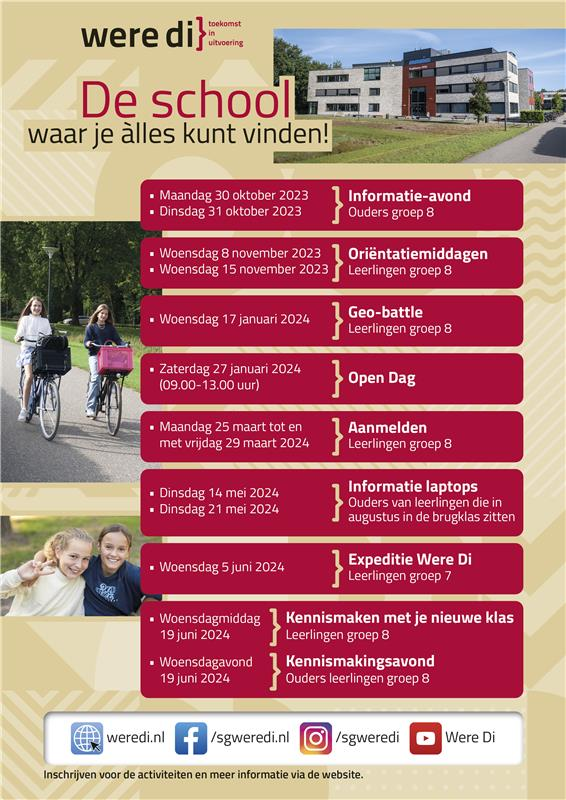 were di}
toekomst
in
uitvoering
De school
waar je àlles kunt vinden!
• Maandag 30 oktober 2023
• Dinsdag 31 oktober 2023
Informatie-avond
Ouders groep 8
• Woensdag 8 november 2023
• Woensdag 15 november 2023
Oriëntatiemiddagen
Leerlingen groep 8
• Woensdag 17 januari 2024
Geo-battle
Leerlingen groep 8
• Zaterdag 27 januari 2024
(09.00-13.00 uur)
Open Dag
• Maandag 25 maart tot en
met vrijdag 29 maart 2024
Aanmelden
Leerlingen groep 8
• Dinsdag 14 mei 2024
• Dinsdag 21 mei 2024
Informatie laptops
Ouders van leerlingen die in
augustus in de brugklas zitten
• Woensdag 5 juni 2024
Expeditie Were Di
Leerlingen groep 7
• Woensdagmiddag
19 juni 2024
Kennismaken met je nieuwe klas
Leerlingen groep 8
• Woensdagavond
19 juni 2024
Kennismakingsavond
Ouders leerlingen groep 8
weredi.nl
/sgweredi.nl
/sgweredi
Were Di
Inschrijven voor de activiteiten en meer informatie via de website.